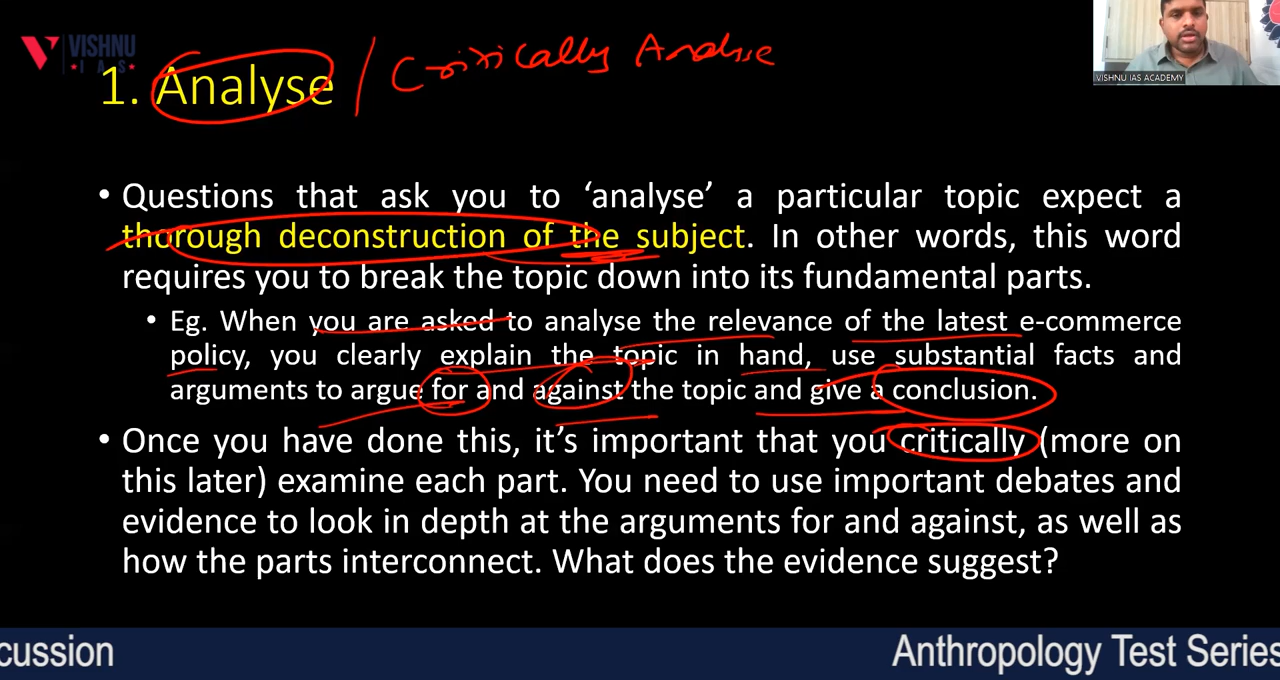 VISHNU
IAS
1. Analyse / Critically Analyse
VISHNU IAS ACADEMY
• Questions that ask you to ‘analyse’ a particular topic expect a
thorough deconstruction of the subject. In other words, this word
requires you to break the topic down into its fundamental parts.
• Eg. When you are asked to analyse the relevance of the latest e-commerce
policy, you clearly explain the topic in hand, use substantial facts and
arguments to argue for and against the topic and give a conclusion.
• Once you have done this, it’s important that you critically (more on
this later) examine each part. You need to use important debates and
evidence to look in depth at the arguments for and against, as well as
how the parts interconnect. What does the evidence suggest?
cussion
Anthropology Test Series